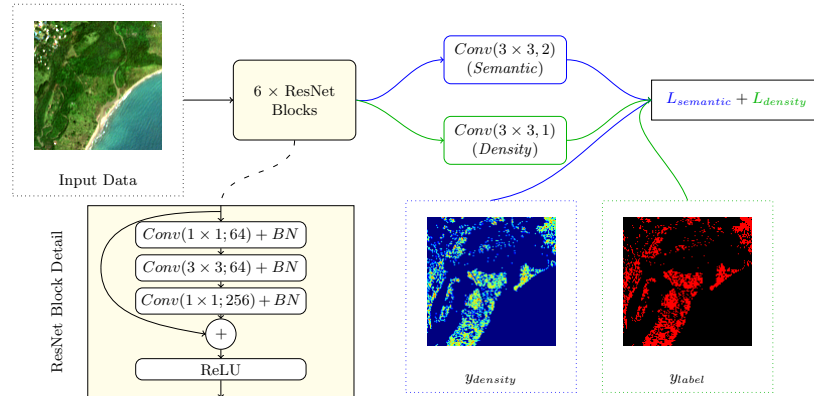 Input Data
6 × ResNet
Blocks
Conv(3 × 3, 2)
(Semantic)
Conv(3 × 3, 1)
(Density)
L_semantic + L_density
ResNet Block Detail
Conv(1 × 1; 64) + BN
Conv(3 × 3; 64) + BN
Conv(1 × 1; 256) + BN
+
ReLU
y_density
y_label